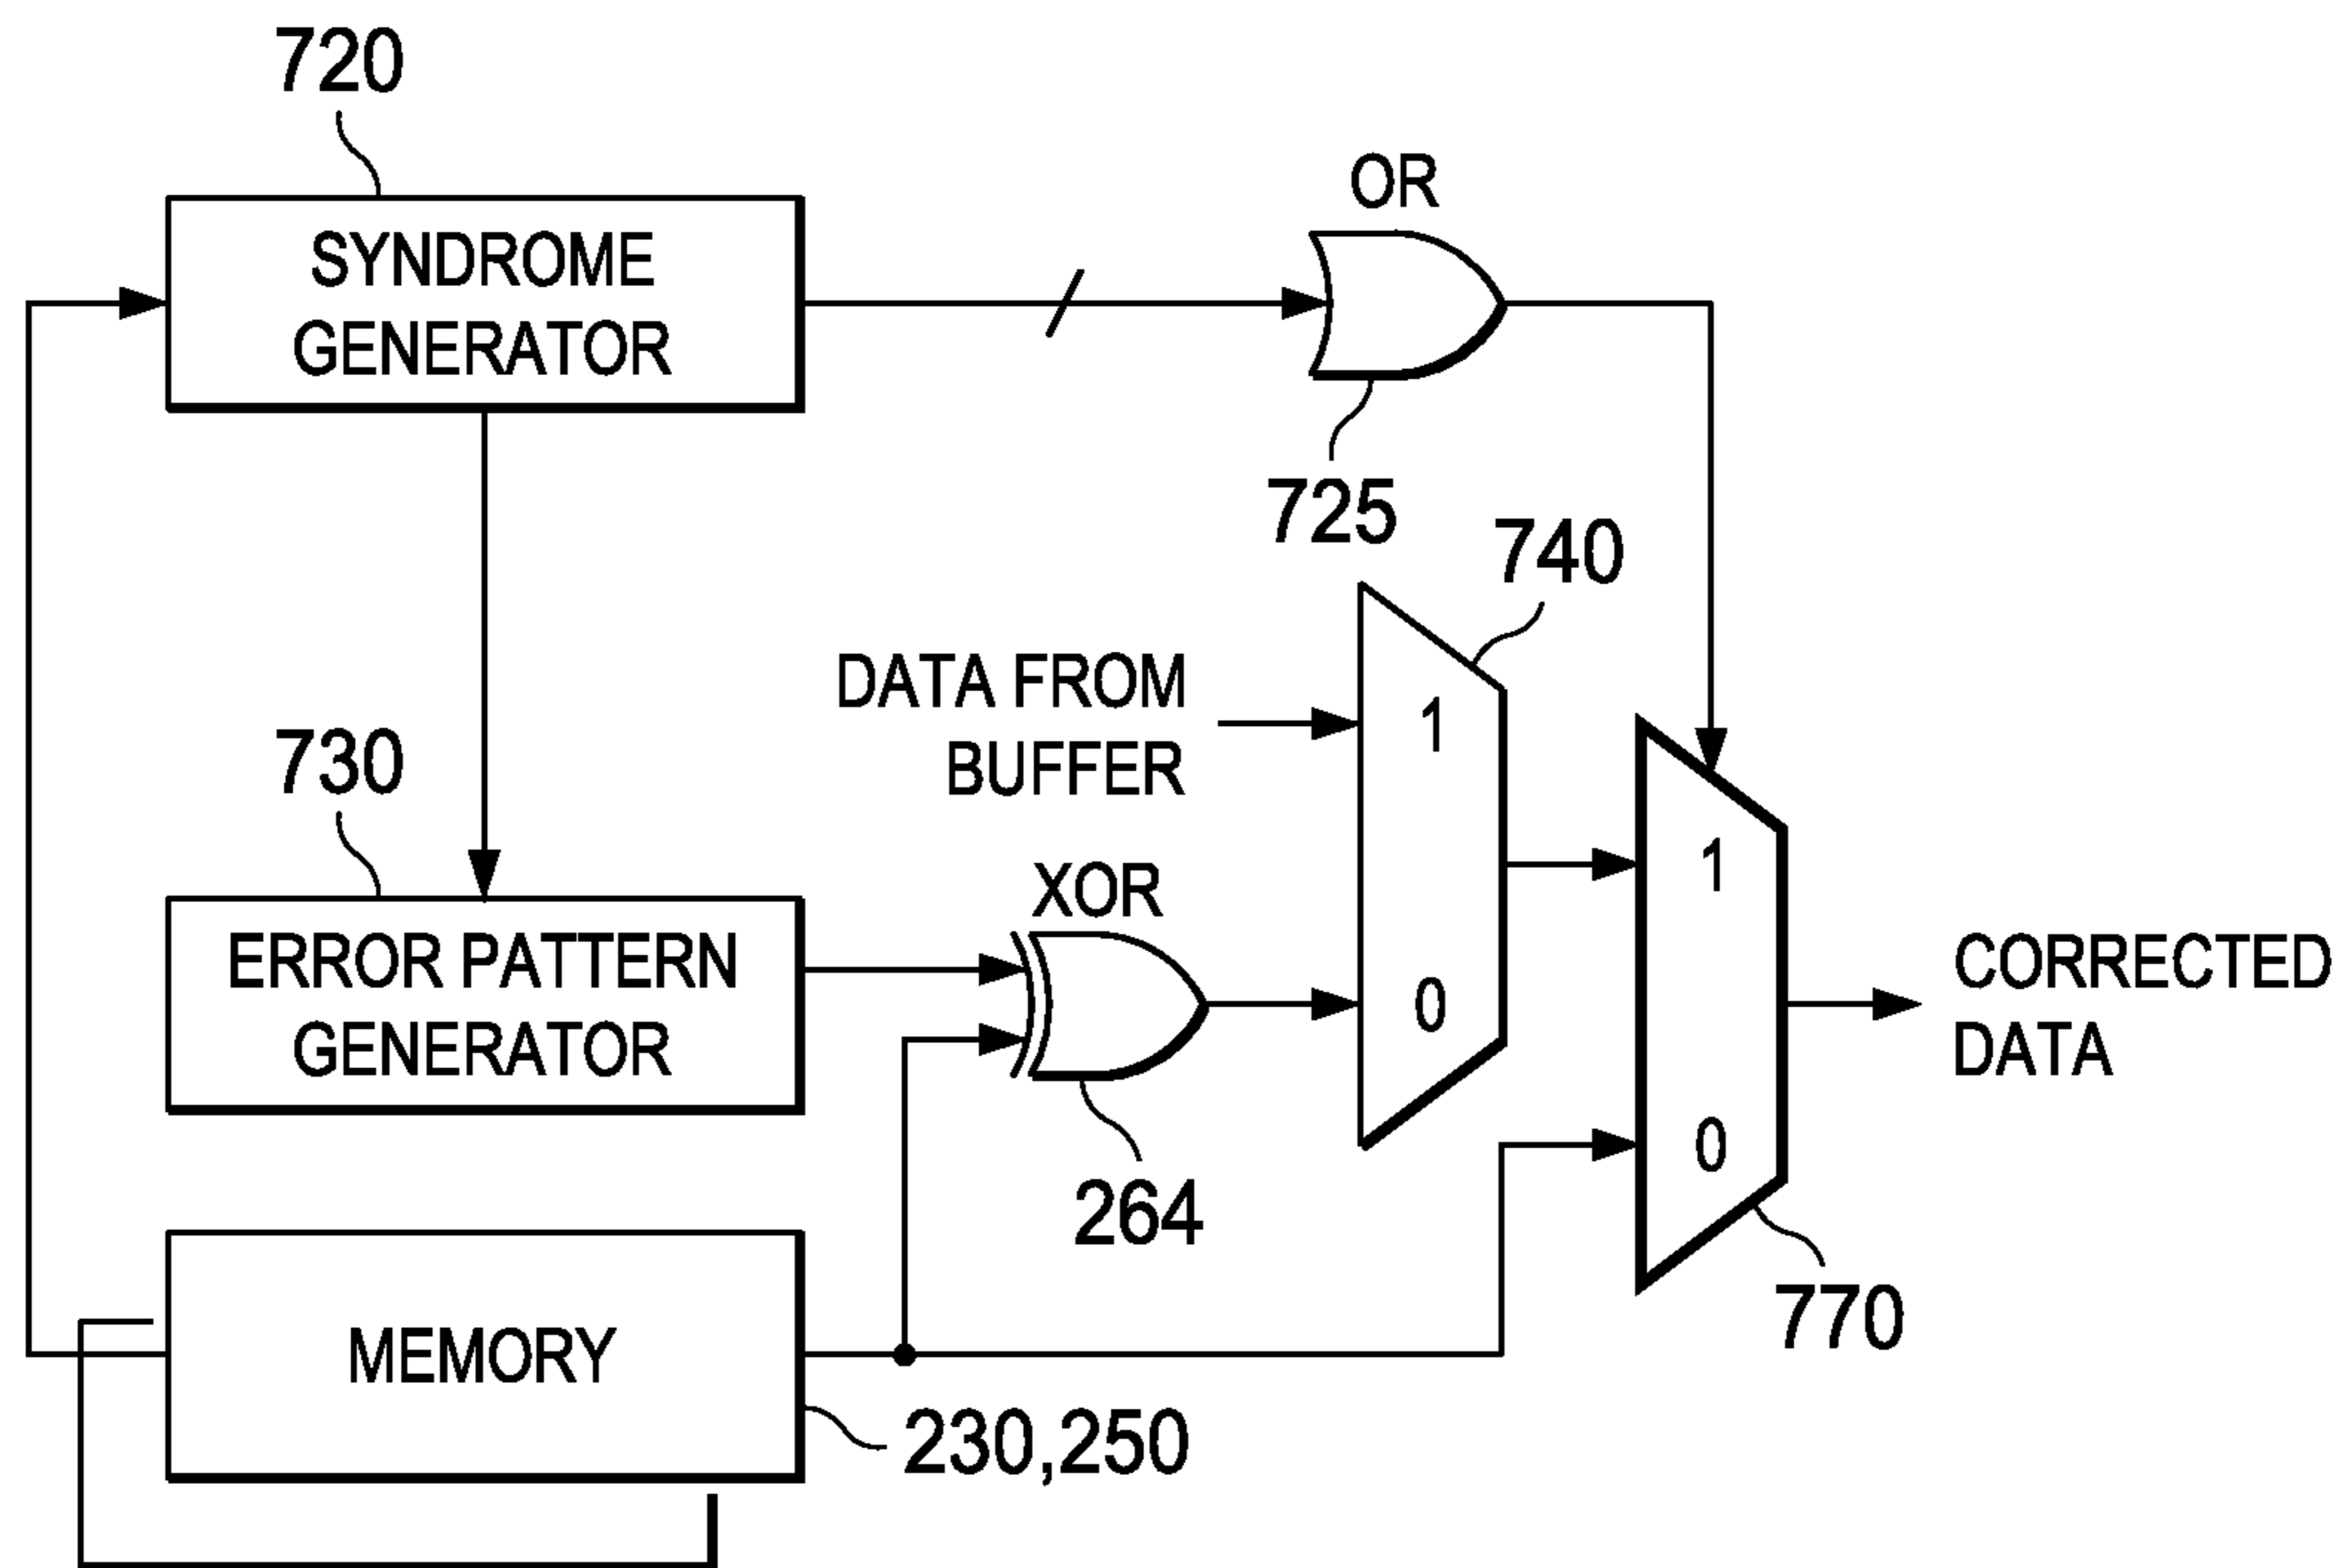 720
SYNDROME
GENERATOR
OR
725
740
DATA FROM
BUFFER
1
730
ERROR PATTERN
GENERATOR
XOR
264
0
1
0
770
CORRECTED
DATA
MEMORY
230,250